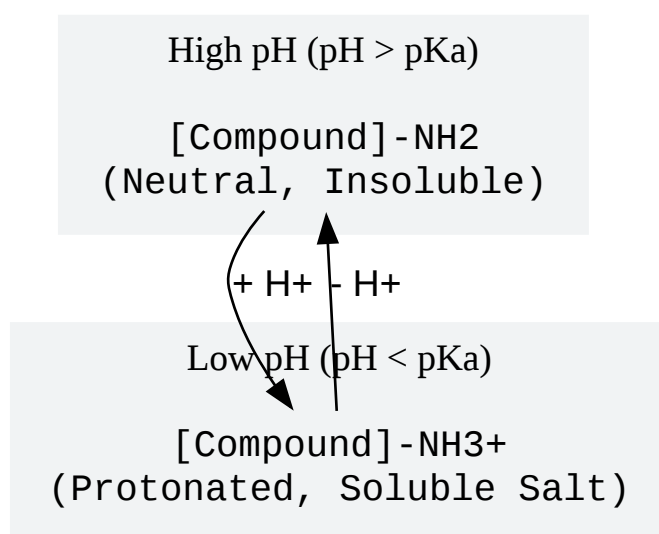 High pH (pH > pKa)
[Compound]-NH2
(Neutral, Insoluble)
+ H+
- H+
Low pH (pH < pKa)
[Compound]-NH3+
(Protonated, Soluble Salt)